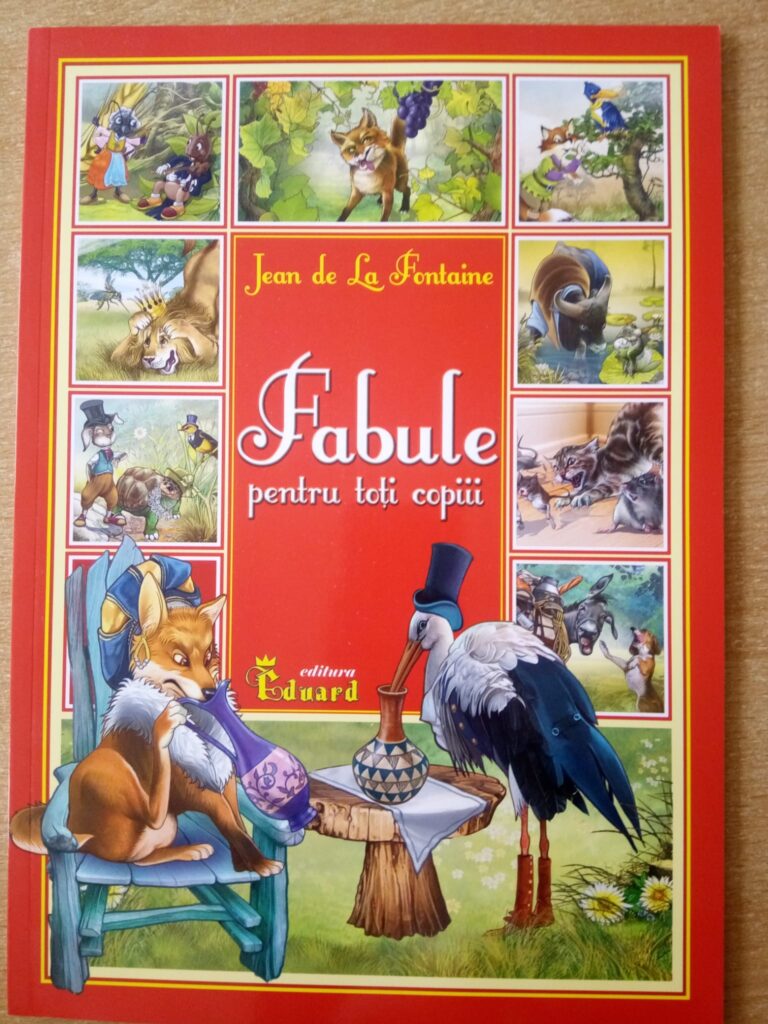 Jean de La Fontaine
Fabule
pentru toți copiii
editura
Eduard